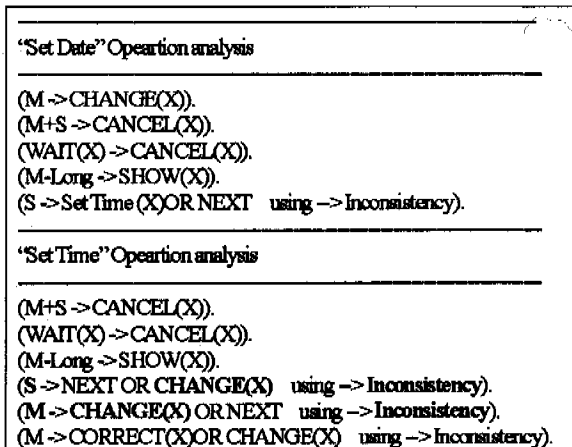 “Set Date” Opeartion analysis
(M ->CHANGE(X)).
(M+S ->CANCEL(X)).
(WAIT(X) ->CANCEL(X)).
(M-Long ->SHOW(X)).
(S ->Set Time (X)OR NEXT using –> Inconsistency).
“Set Time” Opeartion analysis
(M+S ->CANCEL(X)).
(WAIT(X) ->CANCEL(X)).
(M-Long ->SHOW(X)).
(S ->NEXT OR CHANGE(X) using –> Inconsistency).
(M ->CHANGE(X) OR NEXT using –> Inconsistency).
(M ->CORRECT(X)OR CHANGE(X) using –> Inconsistency).